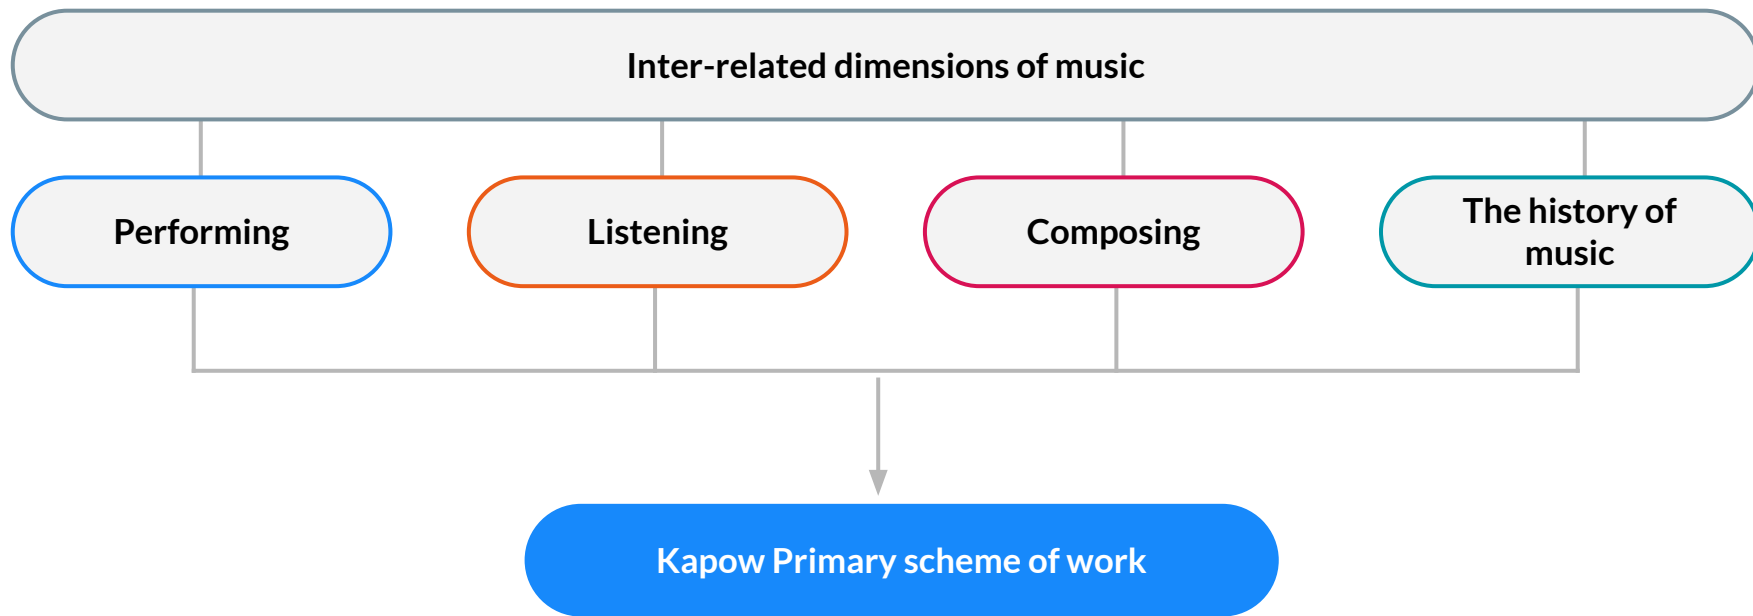 Inter-related dimensions of music
Performing
Listening
Composing
The history of
music
Kapow Primary scheme of work